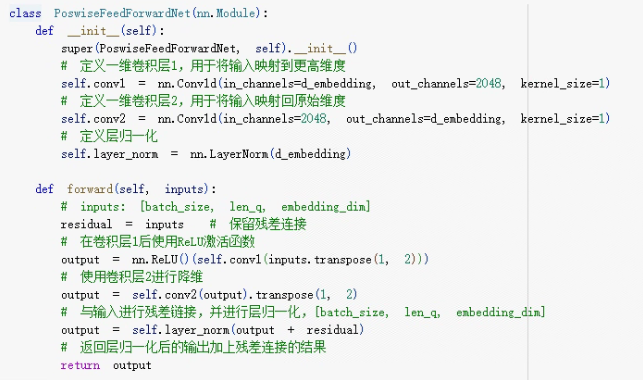 class PoswiseFeedForwardNet(nn.Module):
    def __init__(self):
        super(PoswiseFeedForwardNet, self).__init__()
        # 定义一维卷积层1，用于将输入映射到更高维度
        self.conv1 = nn.Conv1d(in_channels=d_embedding, out_channels=2048, kernel_size=1)
        # 定义一维卷积层2，用于将输入映射回原始维度
        self.conv2 = nn.Conv1d(in_channels=2048, out_channels=d_embedding, kernel_size=1)
        # 定义层归一化
        self.layer_norm = nn.LayerNorm(d_embedding)

    def forward(self, inputs):
        # inputs: [batch_size, len_q, embedding_dim]
        residual = inputs  # 保留残差连接
        # 在卷积层1后使用ReLU激活函数
        output = nn.ReLU()(self.conv1(inputs.transpose(1, 2)))
        # 使用卷积层2进行降维
        output = self.conv2(output).transpose(1, 2)
        # 与输入进行残差链接，并进行层归一化，[batch_size, len_q, embedding_dim]
        output = self.layer_norm(output + residual)
        # 返回层归一化后的输出加上残差连接的结果
        return output